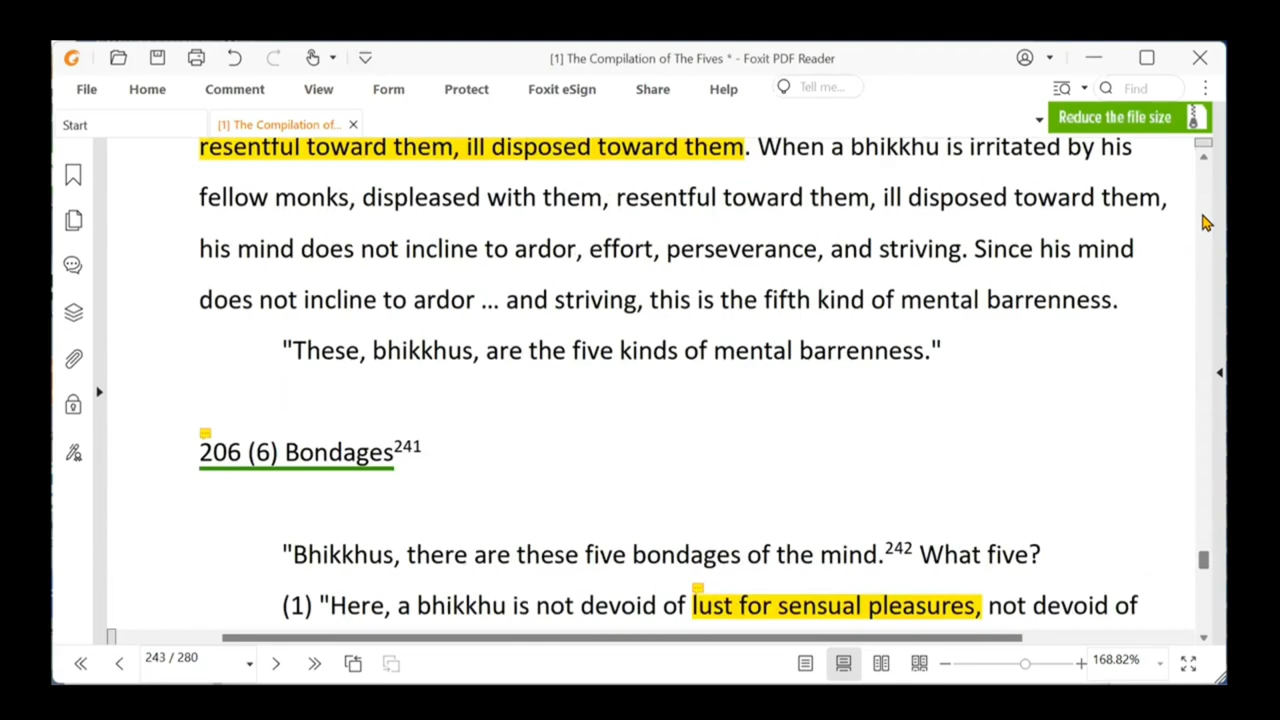 [1] The Compilation of The Fives * - Foxit PDF Reader
File Home Comment View Form Protect Foxit eSign Share Help Tell me... Find
Start [1] The Compilation of... Reduce the file size
resentful toward them, ill disposed toward them. When a bhikkhu is irritated by his
fellow monks, displeased with them, resentful toward them, ill disposed toward them,
his mind does not incline to ardor, effort, perseverance, and striving. Since his mind
does not incline to ardor ... and striving, this is the fifth kind of mental barrenness.
"These, bhikkhus, are the five kinds of mental barrenness."
206 (6) Bondages²⁴¹
"Bhikkhus, there are these five bondages of the mind.²⁴² What five?
(1) "Here, a bhikkhu is not devoid of lust for sensual pleasures, not devoid of
243 / 280 168.82%